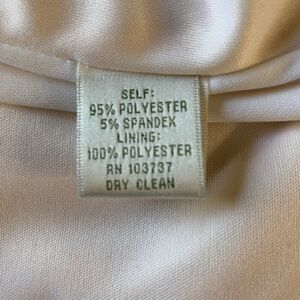 SELF:
95% POLYESTER
5% SPANDEX
LINING:
100% POLYESTER
RN 103737
DRY CLEAN